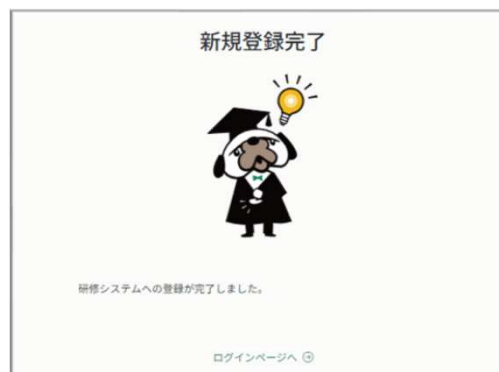 新規登録完了
研修システムへの登録が完了しました。
ログインページへ